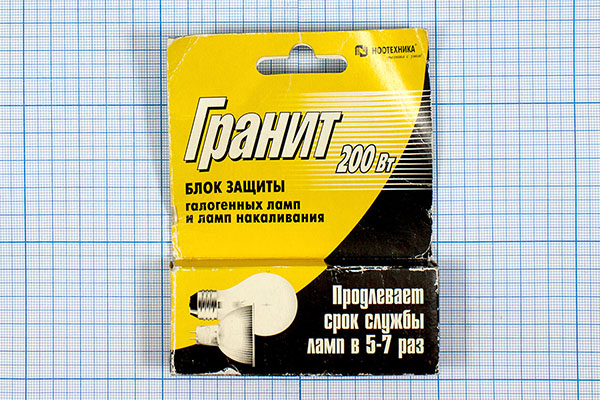 НООТЕХНИКА
Гранит
200 Вт
БЛОК ЗАЩИТЫ
галогенных ламп
и ламп накаливания
Продлевает
срок службы
ламп в 5-7 раз